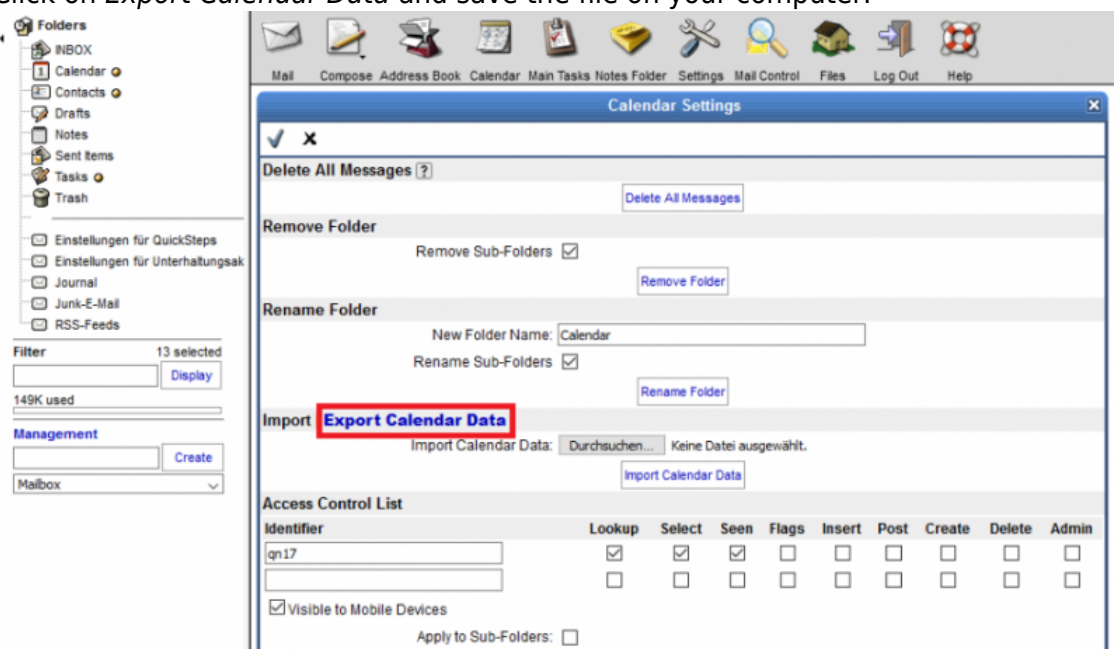 Click on Export Calendar Data and save the file on your computer.
Folders
INBOX
Calendar
Contacts
Drafts
Notes
Sent Items
Tasks
Trash
Einstellungen für QuickSteps
Einstellungen für Unterhaltungsak
Journal
Junk-E-Mail
RSS-Feeds
Filter 13 selected
Display
149K used
Management
Create
Mailbox
Mail Compose Address Book Calendar Main Tasks Notes Folder Settings Mail Control Files Log Out Help
Calendar Settings
Delete All Messages ?
Delete All Messages
Remove Folder
Remove Sub-Folders
Remove Folder
Rename Folder
New Folder Name: Calendar
Rename Sub-Folders
Rename Folder
Import Export Calendar Data
Import Calendar Data: Durchsuchen... Keine Datei ausgewählt.
Import Calendar Data
Access Control List
Identifier Lookup Select Seen Flags Insert Post Create Delete Admin
qn17
Visible to Mobile Devices
Apply to Sub-Folders: